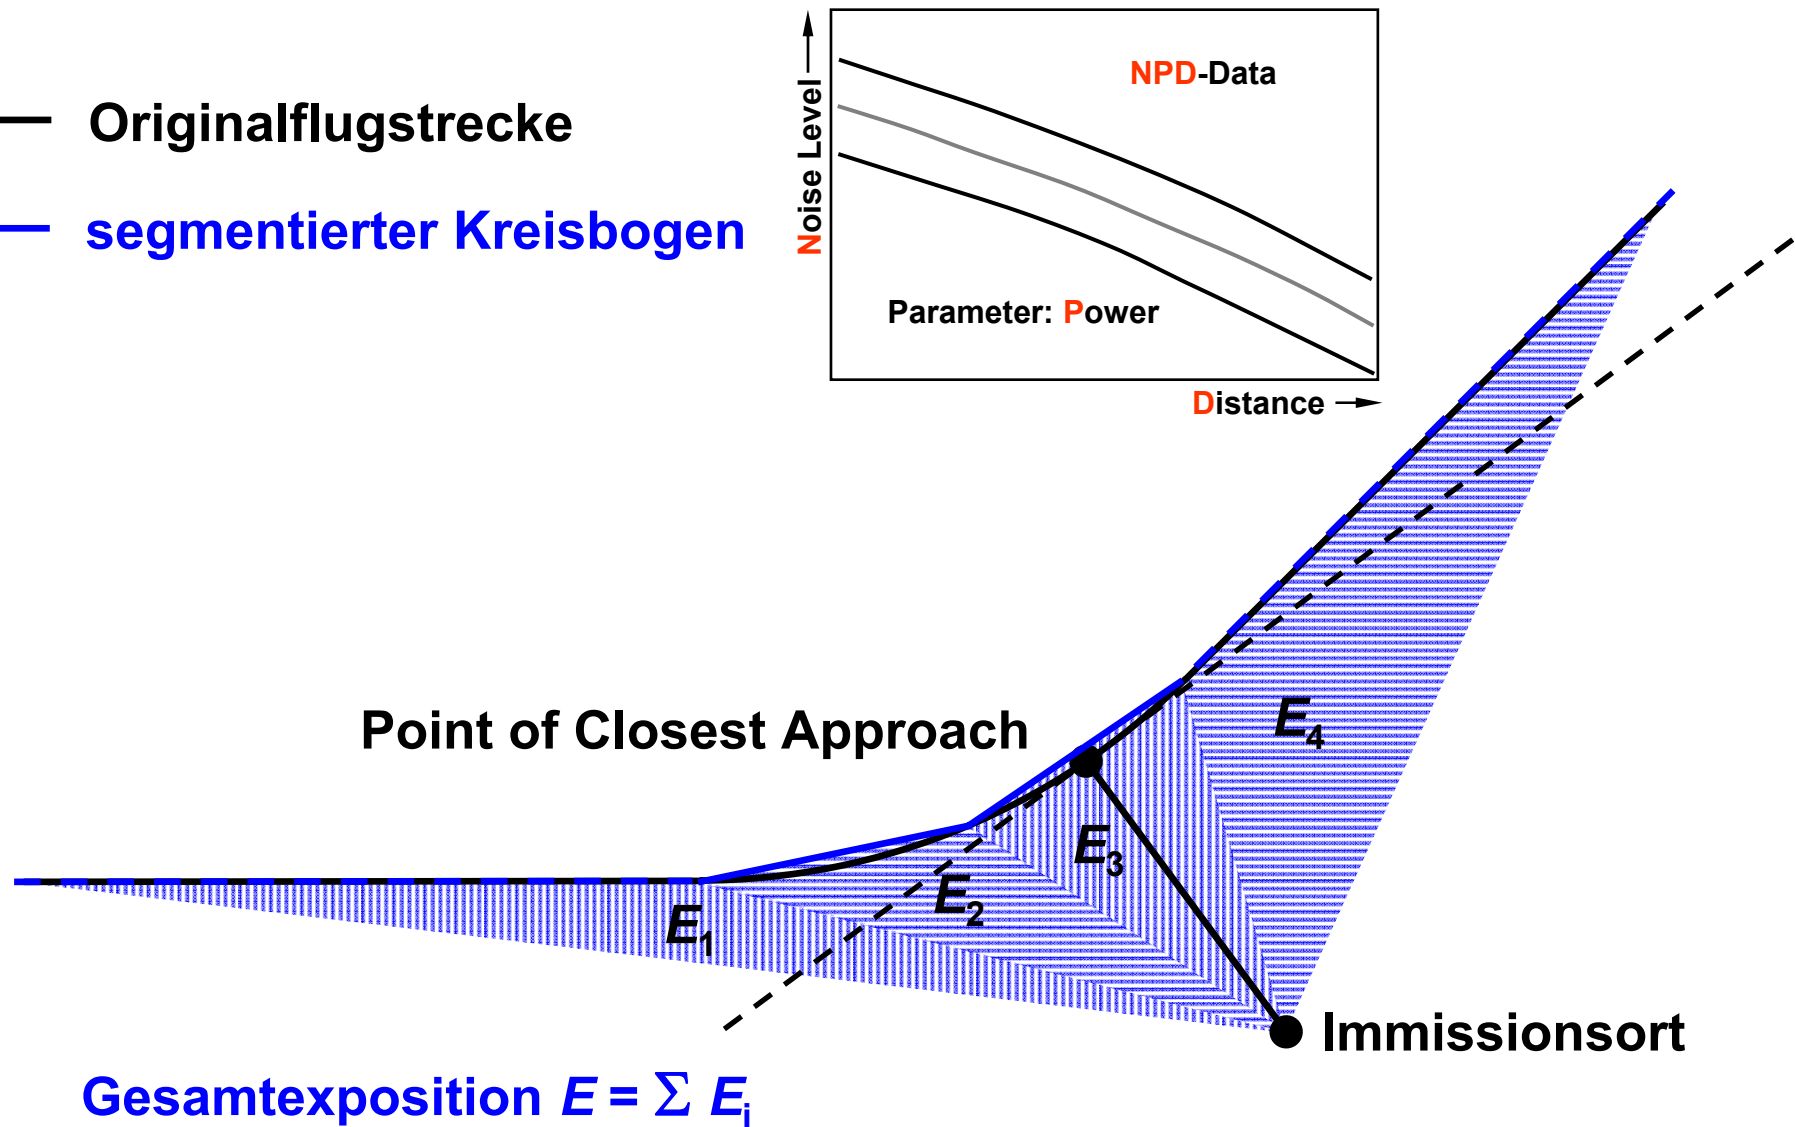 NPD-Data
Noise Level
Originalflugstrecke
segmentierter Kreisbogen
Parameter: Power
Distance
Point of Closest Approach
E4
E3
E2
E1
Immissionsort
Gesamtexposition E = Σ Ei